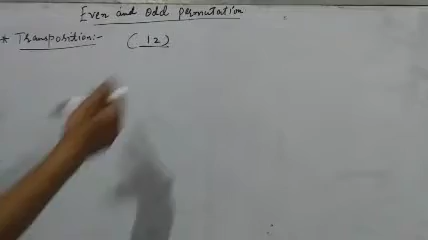 Even and odd permutation
* Transposition:- (12)